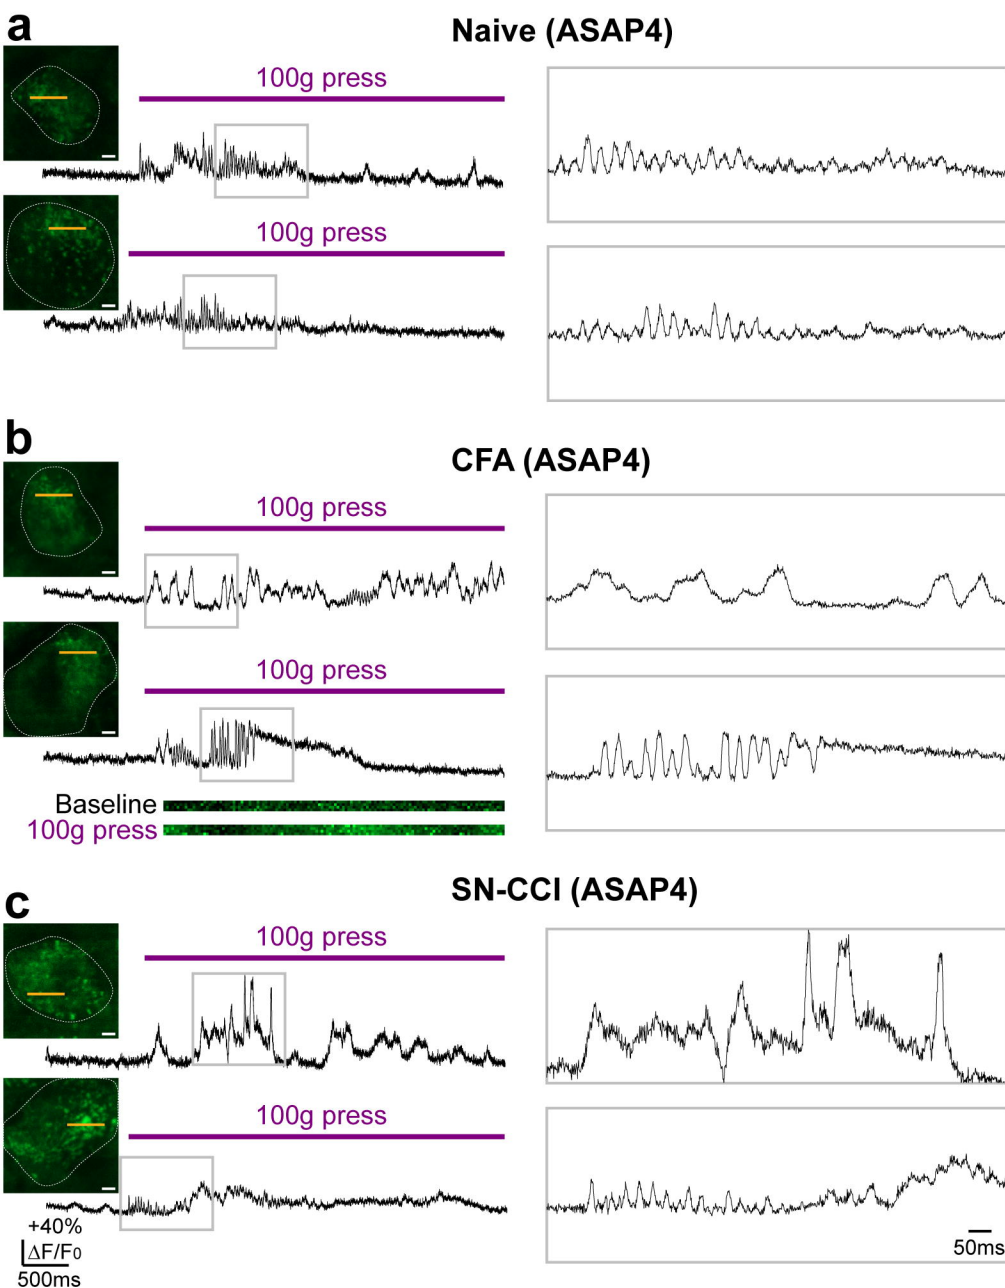 a
Naive (ASAP4)
100g press
100g press
b
CFA (ASAP4)
100g press
100g press
Baseline
100g press
c
SN-CCI (ASAP4)
100g press
100g press
+40%
ΔF/F0
500ms
50ms